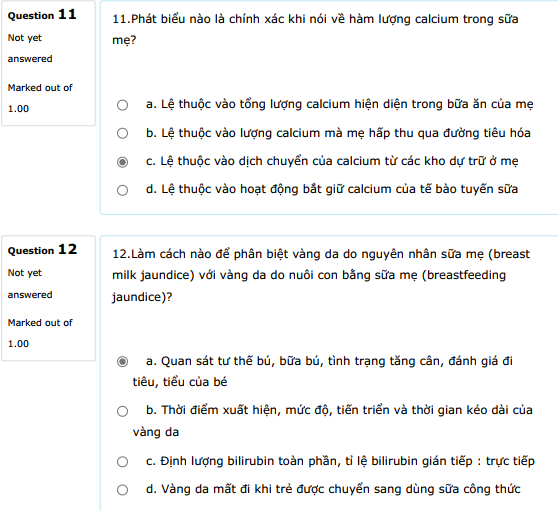 Question 11
Not yet
answered
Marked out of
1.00
11.Phát biểu nào là chính xác khi nói về hàm lượng calcium trong sữa
mẹ?
a. Lệ thuộc vào tổng lượng calcium hiện diện trong bữa ăn của mẹ
b. Lệ thuộc vào lượng calcium mà mẹ hấp thu qua đường tiêu hóa
c. Lệ thuộc vào dịch chuyển của calcium từ các kho dự trữ ở mẹ
d. Lệ thuộc vào hoạt động bắt giữ calcium của tế bào tuyến sữa
Question 12
Not yet
answered
Marked out of
1.00
12.Làm cách nào để phân biệt vàng da do nguyên nhân sữa mẹ (breast
milk jaundice) với vàng da do nuôi con bằng sữa mẹ (breastfeeding
jaundice)?
a. Quan sát tư thế bú, bữa bú, tình trạng tăng cân, đánh giá đi
tiêu, tiểu của bé
b. Thời điểm xuất hiện, mức độ, tiến triển và thời gian kéo dài của
vàng da
c. Định lượng bilirubin toàn phần, tỉ lệ bilirubin gián tiếp : trực tiếp
d. Vàng da mất đi khi trẻ được chuyển sang dùng sữa công thức